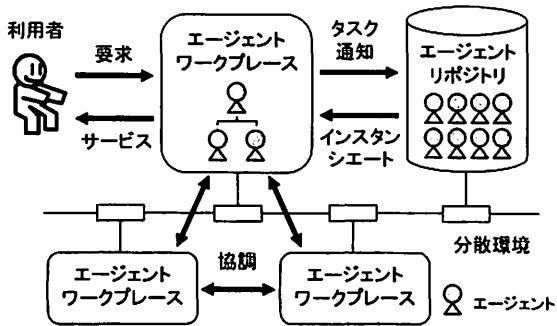 利用者
要求
サービス
エージェント
ワークプレース
タスク
通知
インスタン
シエート
エージェント
リポジトリ
分散環境
協調
エージェント
ワークプレース
エージェント
ワークプレース
エージェント